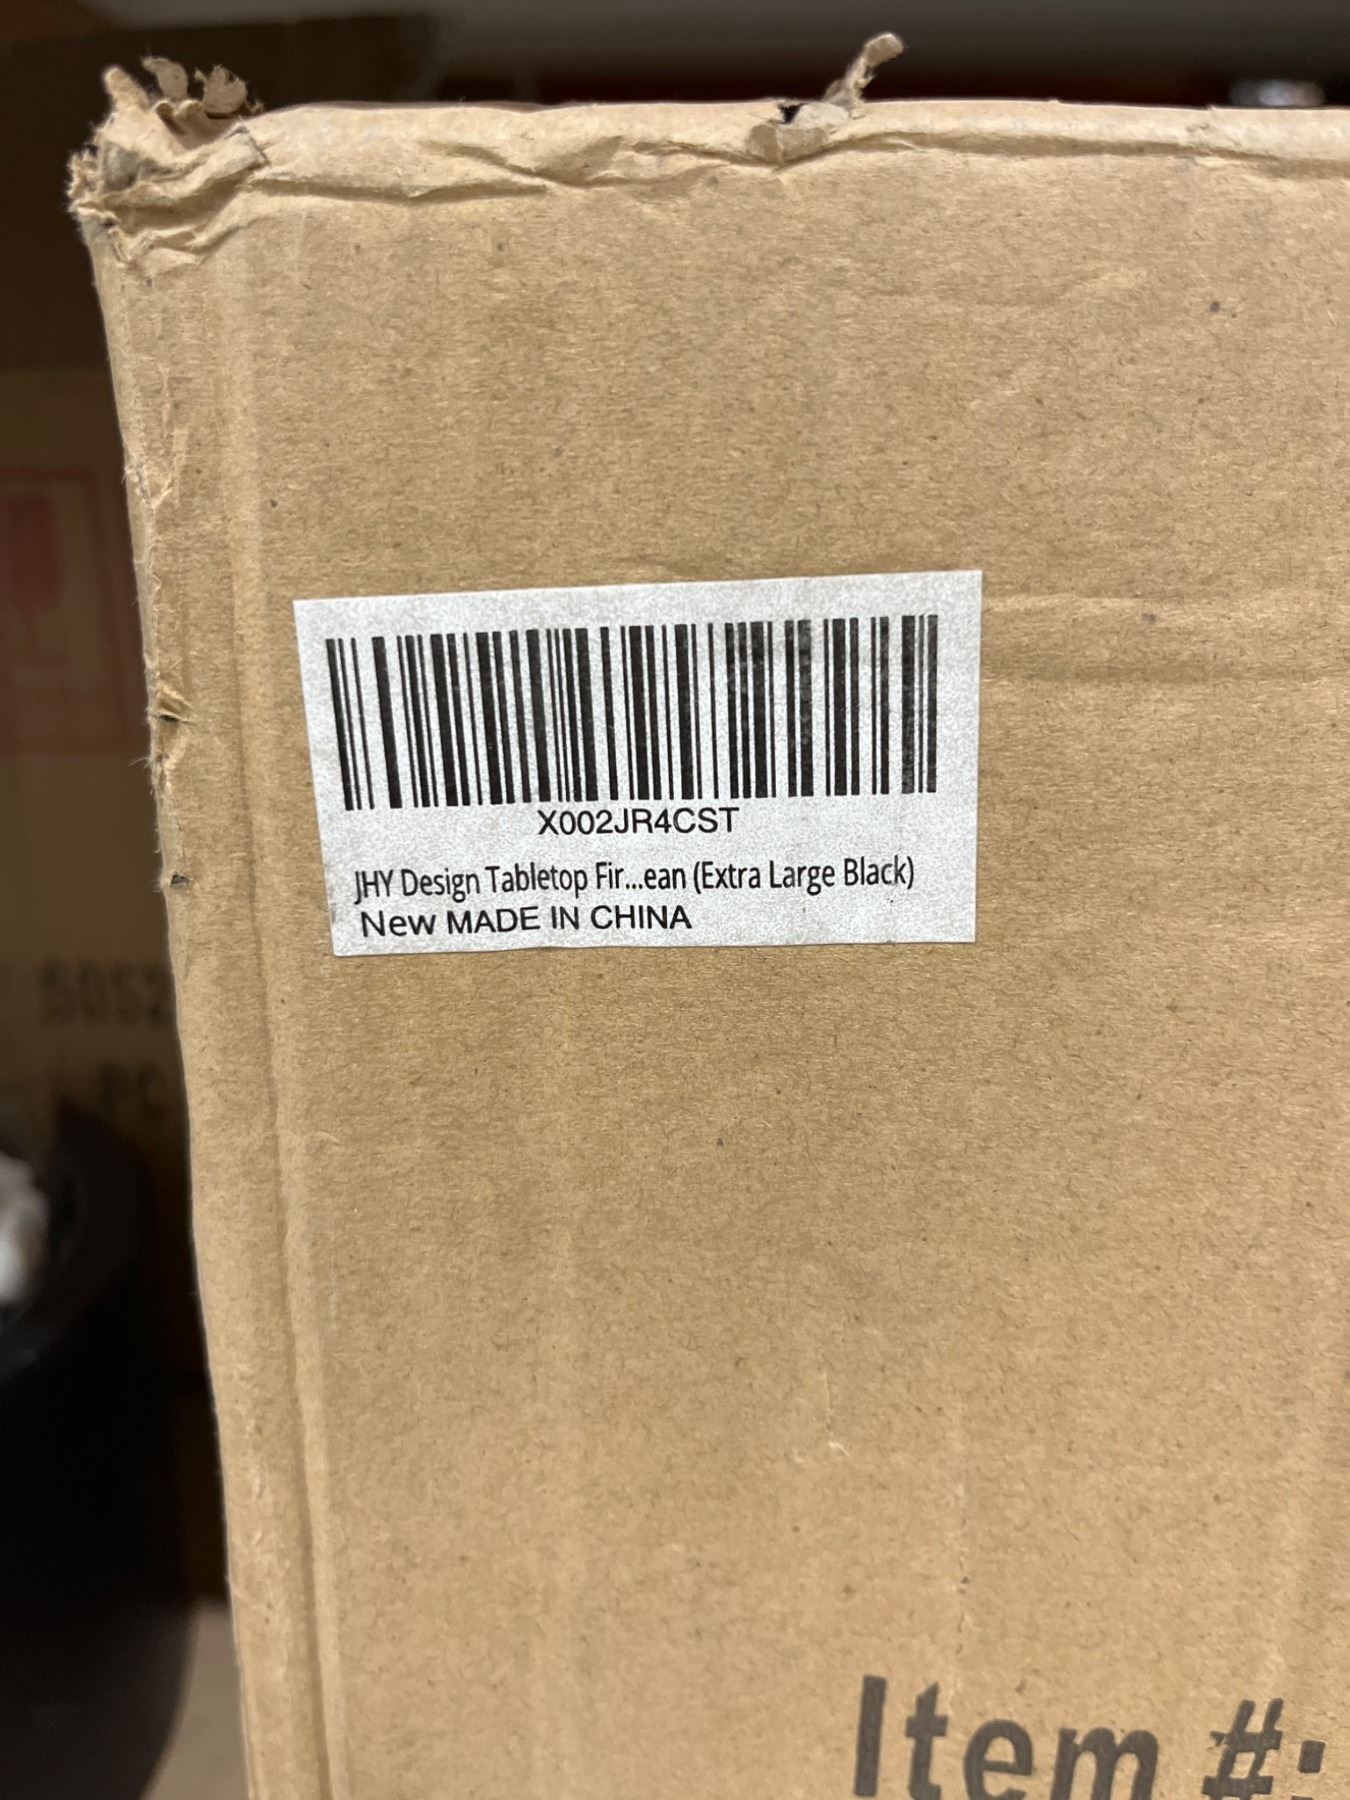 X002JR4CST
JHY Design Tabletop Fir...ean (Extra Large Black)
New MADE IN CHINA
Item #: